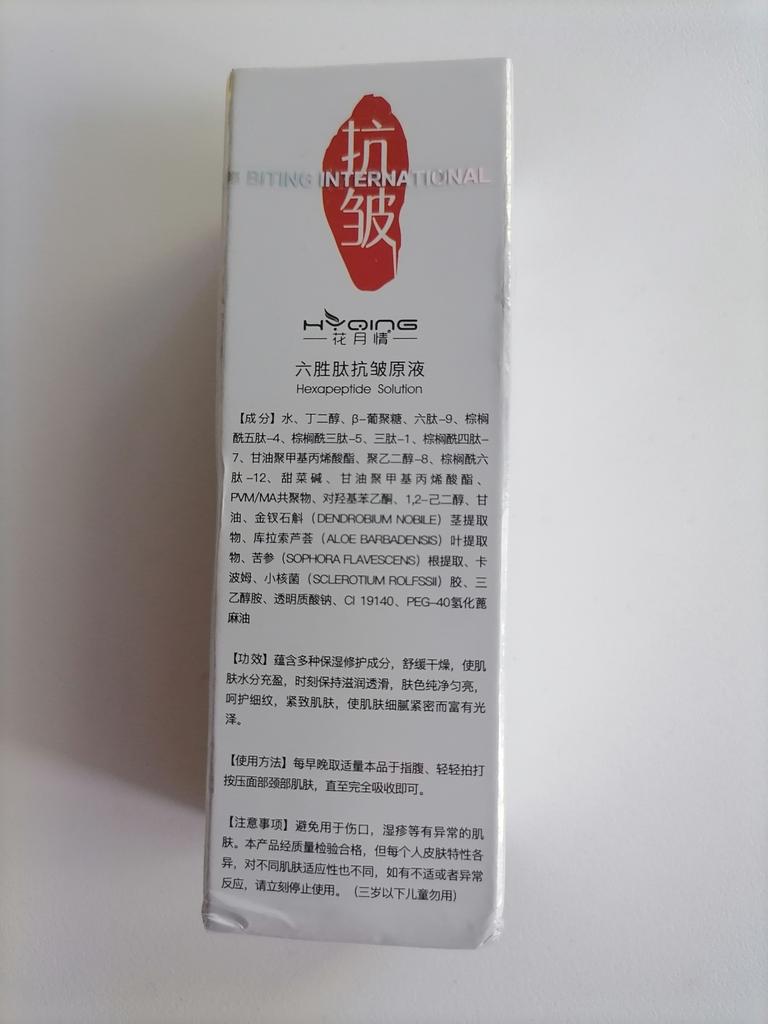 抗皱
BITING INTERNATIONAL
HYQING
花月情
六胜肽抗皱原液
Hexapeptide Solution
【成分】水、丁二醇、β-葡聚糖、六肽-9、棕榈
酰五肽-4、棕榈酰三肽-5、三肽-1、棕榈酰四肽-
7、甘油聚甲基丙烯酸酯、聚乙二醇-8、棕榈酰六
肽-12、甜菜碱、甘油聚甲基丙烯酸酯、
PVM/MA共聚物、对羟基苯乙酮、1,2-己二醇、甘
油、金钗石斛（DENDROBIUM NOBILE）茎提取
物、库拉索芦荟（ALOE BARBADENSIS）叶提取
物、苦参（SOPHORA FLAVESCENS）根提取、卡
波姆、小核菌（SCLEROTIUM ROLFSSII）胶、三
乙醇胺、透明质酸钠、CI 19140、PEG-40氢化蓖
麻油
【功效】蕴含多种保湿修护成分，舒缓干燥，使肌
肤水分充盈，时刻保持滋润透滑，肤色纯净匀亮，
呵护细纹，紧致肌肤，使肌肤细腻紧密而富有光
泽。
【使用方法】每早晚取适量本品于指腹、轻轻拍打
按压面部颈部肌肤，直至完全吸收即可。
【注意事项】避免用于伤口，湿疹等有异常的肌
肤。本产品经质量检验合格，但每个人皮肤特性各
异，对不同肌肤适应性也不同，如有不适或者异常
反应，请立刻停止使用。（三岁以下儿童勿用）